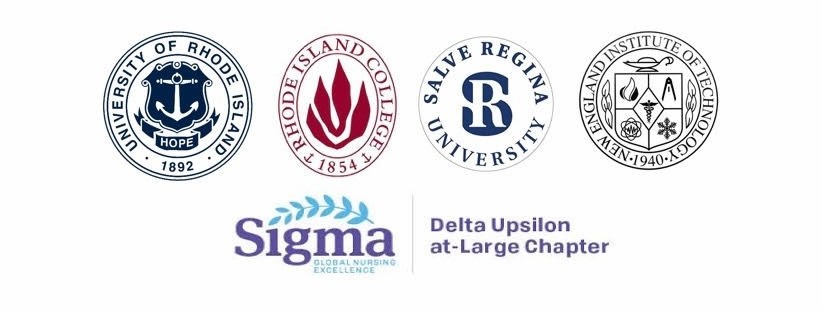 UNIVERSITY OF RHODE ISLAND
HOPE
· 1892 ·
RHODE ISLAND COLLEGE
1854
SALVE REGINA
SR
UNIVERSITY
NEW ENGLAND INSTITUTE OF TECHNOLOGY
·1940·
Sigma
GLOBAL NURSING
EXCELLENCE
Delta Upsilon
at-Large Chapter